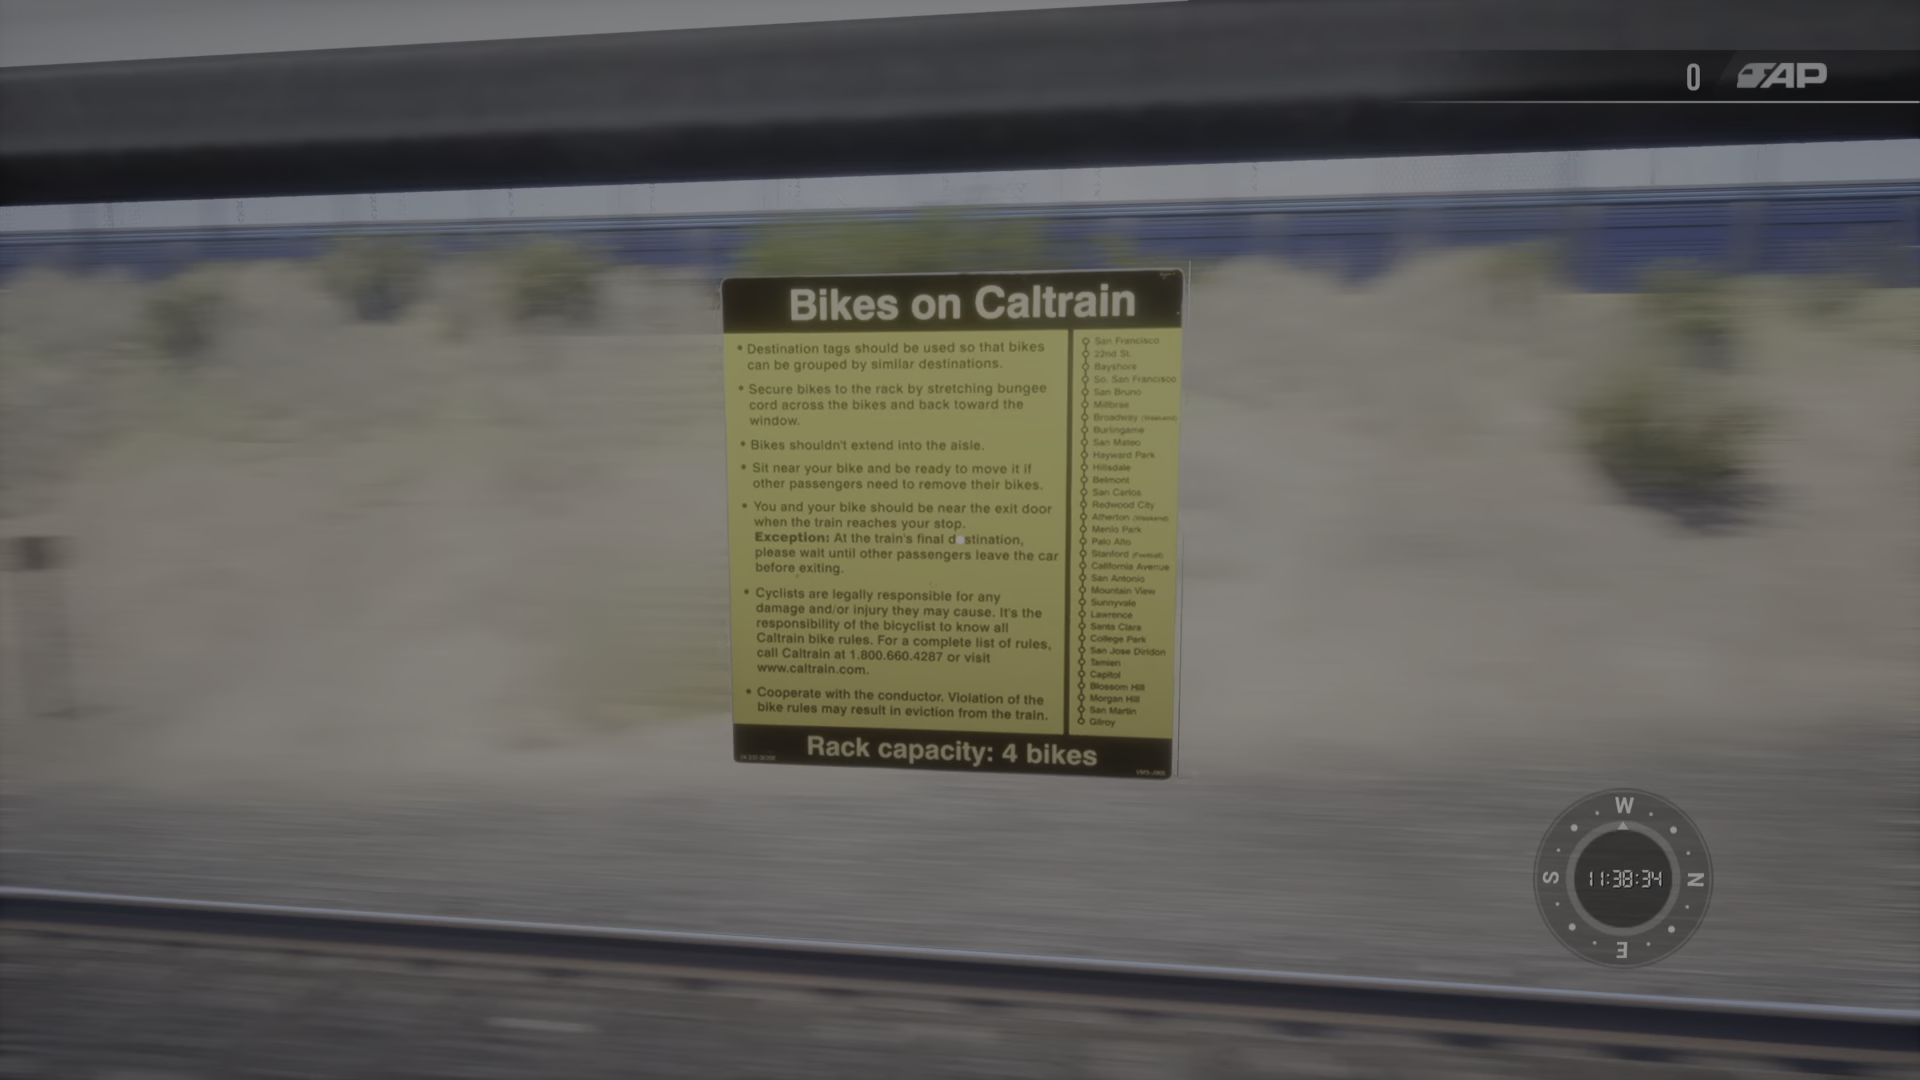 0 AP
Bikes on Caltrain
• Destination tags should be used so that bikes
can be grouped by similar destinations.
• Secure bikes to the rack by stretching bungee
cord across the bikes and back toward the
window.
• Bikes shouldn't extend into the aisle.
• Sit near your bike and be ready to move it if
other passengers need to remove their bikes.
• You and your bike should be near the exit door
when the train reaches your stop.
Exception: At the train's final destination,
please wait until other passengers leave the car
before exiting.
• Cyclists are legally responsible for any
damage and/or injury they may cause. It's the
responsibility of the bicyclist to know all
Caltrain bike rules. For a complete list of rules,
call Caltrain at 1.800.660.4287 or visit
www.caltrain.com.
• Cooperate with the conductor. Violation of the
bike rules may result in eviction from the train.
San Francisco
22nd St.
Bayshore
So. San Francisco
San Bruno
Millbrae
Broadway (Weekend)
Burlingame
San Mateo
Hayward Park
Hillsdale
Belmont
San Carlos
Redwood City
Atherton (Weekend)
Menlo Park
Palo Alto
Stanford (Football)
California Avenue
San Antonio
Mountain View
Sunnyvale
Lawrence
Santa Clara
College Park
San Jose Diridon
Tamien
Capitol
Blossom Hill
Morgan Hill
San Martin
Gilroy
Rack capacity: 4 bikes
W
S 11:38:34 N
E